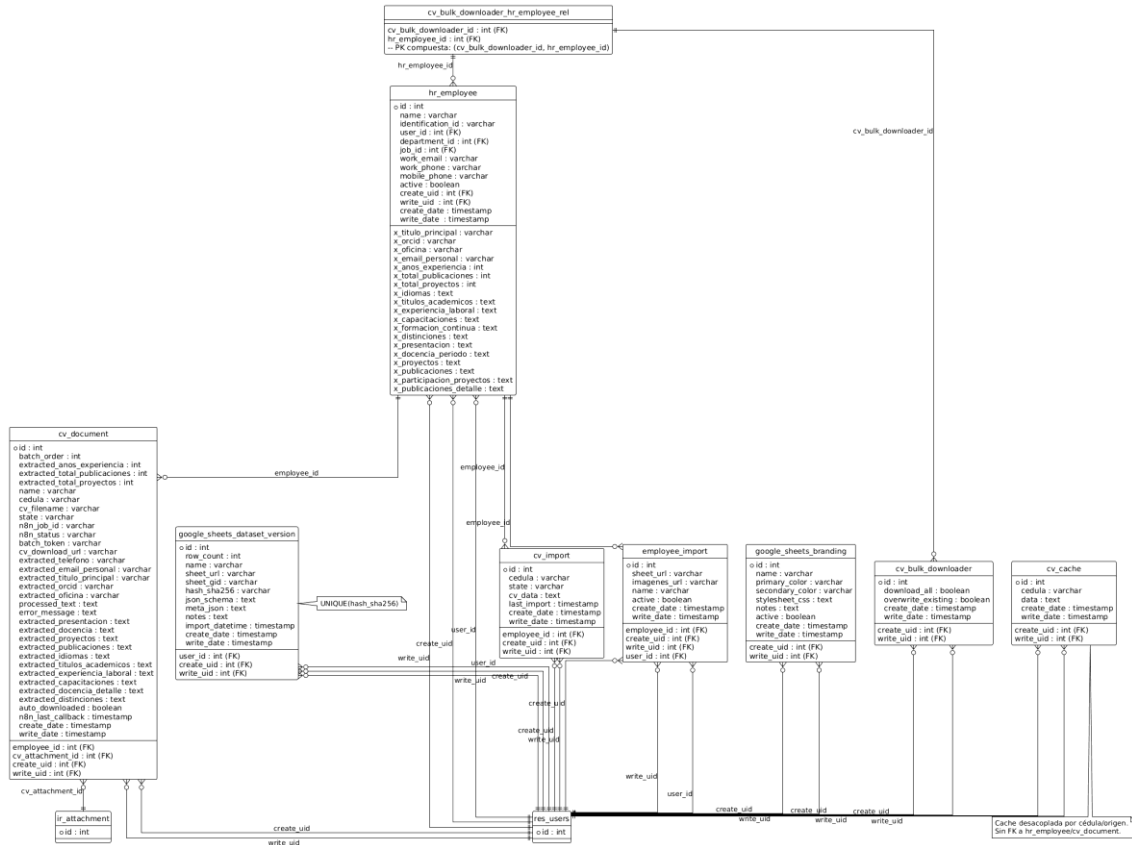 cv_bulk_downloader_hr_employee_rel
cv_bulk_downloader_id : int (FK)
hr_employee_id : int (FK)
-- PK compuesta: (cv_bulk_downloader_id, hr_employee_id)
hr_employee_id
cv_bulk_downloader_id
hr_employee
id : int
name : varchar
identification_id : varchar
user_id : int (FK)
department_id : int (FK)
job_id : int (FK)
work_email : varchar
work_phone : varchar
mobile_phone : varchar
active : boolean
create_uid : int (FK)
write_uid : int (FK)
create_date : timestamp
write_date : timestamp
x_titulo_principal : varchar
x_orcid : varchar
x_oficina : varchar
x_email_personal : varchar
x_anos_experiencia : int
x_total_publicaciones : int
x_total_proyectos : int
x_idiomas : text
x_titulos_academicos : text
x_experiencia_laboral : text
x_capacitaciones : text
x_formacion_continua : text
x_distinciones : text
x_presentacion : text
x_docencia_periodo : text
x_proyectos : text
x_publicaciones : text
x_participacion_proyectos : text
x_publicaciones_detalle : text
cv_document
id : int
batch_order : int
extracted_anos_experiencia : int
extracted_total_publicaciones : int
extracted_total_proyectos : int
name : varchar
cedula : varchar
cv_filename : varchar
state : varchar
n8n_job_id : varchar
n8n_status : varchar
batch_token : varchar
cv_download_url : varchar
extracted_telefono : varchar
extracted_email_personal : varchar
extracted_titulo_principal : varchar
extracted_orcid : varchar
extracted_oficina : varchar
processed_text : text
error_message : text
extracted_presentacion : text
extracted_docencia : text
extracted_proyectos : text
extracted_publicaciones : text
extracted_idiomas : text
extracted_titulos_academicos : text
extracted_experiencia_laboral : text
extracted_capacitaciones : text
extracted_docencia_detalle : text
extracted_distinciones : text
auto_downloaded : boolean
n8n_last_callback : timestamp
create_date : timestamp
write_date : timestamp
employee_id : int (FK)
cv_attachment_id : int (FK)
create_uid : int (FK)
write_uid : int (FK)
employee_id
employee_id
employee_id
google_sheets_dataset_version
id : int
row_count : int
name : varchar
sheet_url : varchar
sheet_gid : varchar
hash_sha256 : varchar
json_schema : text
meta_json : text
notes : text
import_datetime : timestamp
create_date : timestamp
write_date : timestamp
user_id : int (FK)
create_uid : int (FK)
write_uid : int (FK)
UNIQUE(hash_sha256)
cv_import
id : int
cedula : varchar
state : varchar
cv_data : text
last_import : timestamp
create_date : timestamp
write_date : timestamp
employee_id : int (FK)
create_uid : int (FK)
write_uid : int (FK)
employee_import
id : int
sheet_url : varchar
imagenes_url : varchar
name : varchar
active : boolean
create_date : timestamp
write_date : timestamp
employee_id : int (FK)
create_uid : int (FK)
write_uid : int (FK)
user_id : int (FK)
google_sheets_branding
id : int
name : varchar
primary_color : varchar
secondary_color : varchar
stylesheet_css : text
notes : text
active : boolean
create_date : timestamp
write_date : timestamp
create_uid : int (FK)
write_uid : int (FK)
cv_bulk_downloader
id : int
download_all : boolean
overwrite_existing : boolean
create_date : timestamp
write_date : timestamp
create_uid : int (FK)
write_uid : int (FK)
cv_cache
id : int
cedula : varchar
data : text
create_date : timestamp
write_date : timestamp
create_uid : int (FK)
write_uid : int (FK)
user_id
create_uid
write_uid
user_id
write_uid
create_uid
create_uid
create_uid
write_uid
write_uid
user_id
cv_attachment_id
ir_attachment
id : int
create_uid
write_uid
res_users
id : int
create_uid
write_uid
create_uid
write_uid
create_uid
write_uid
Cache desacoplada por cédula/origen.
Sin FK a hr_employee/cv_document.